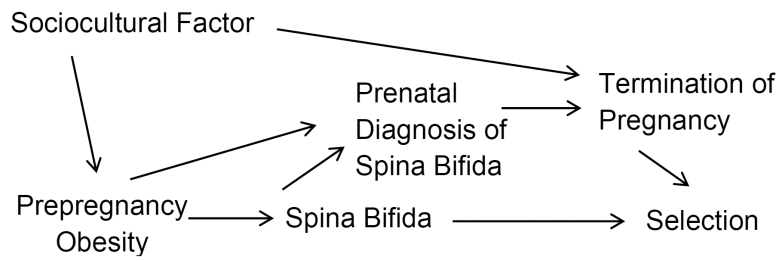 Sociocultural Factor
Termination of
Pregnancy
Prenatal
Diagnosis of
Spina Bifida
Prepregnancy
Obesity
Spina Bifida
Selection